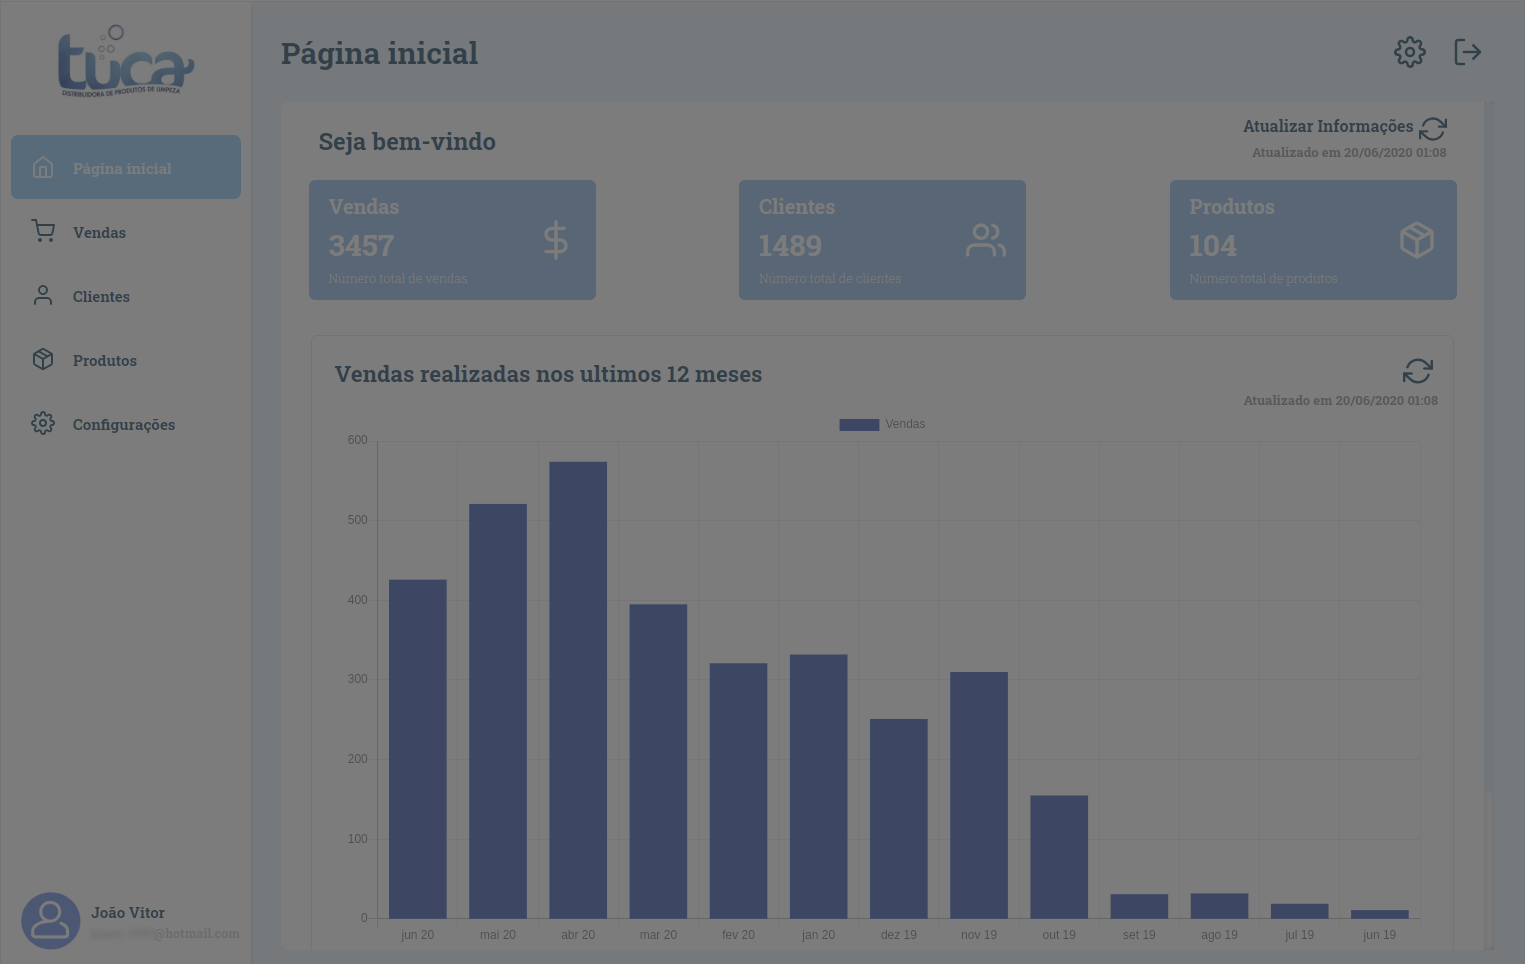 tuca
DISTRIBUIDORA DE PRODUTOS DE LIMPEZA
Página inicial
Página inicial
Vendas
Clientes
Produtos
Configurações
João Vitor
@hotmail.com
Seja bem-vindo
Atualizar Informações
Atualizado em 20/06/2020 01:08
Vendas
3457
Número total de vendas
Clientes
1489
Número total de clientes
Produtos
104
Número total de produtos
Vendas realizadas nos ultimos 12 meses
Atualizado em 20/06/2020 01:08
Vendas
600
500
400
300
200
100
0
jun 20 mai 20 abr 20 mar 20 fev 20 jan 20 dez 19 nov 19 out 19 set 19 ago 19 jul 19 jun 19